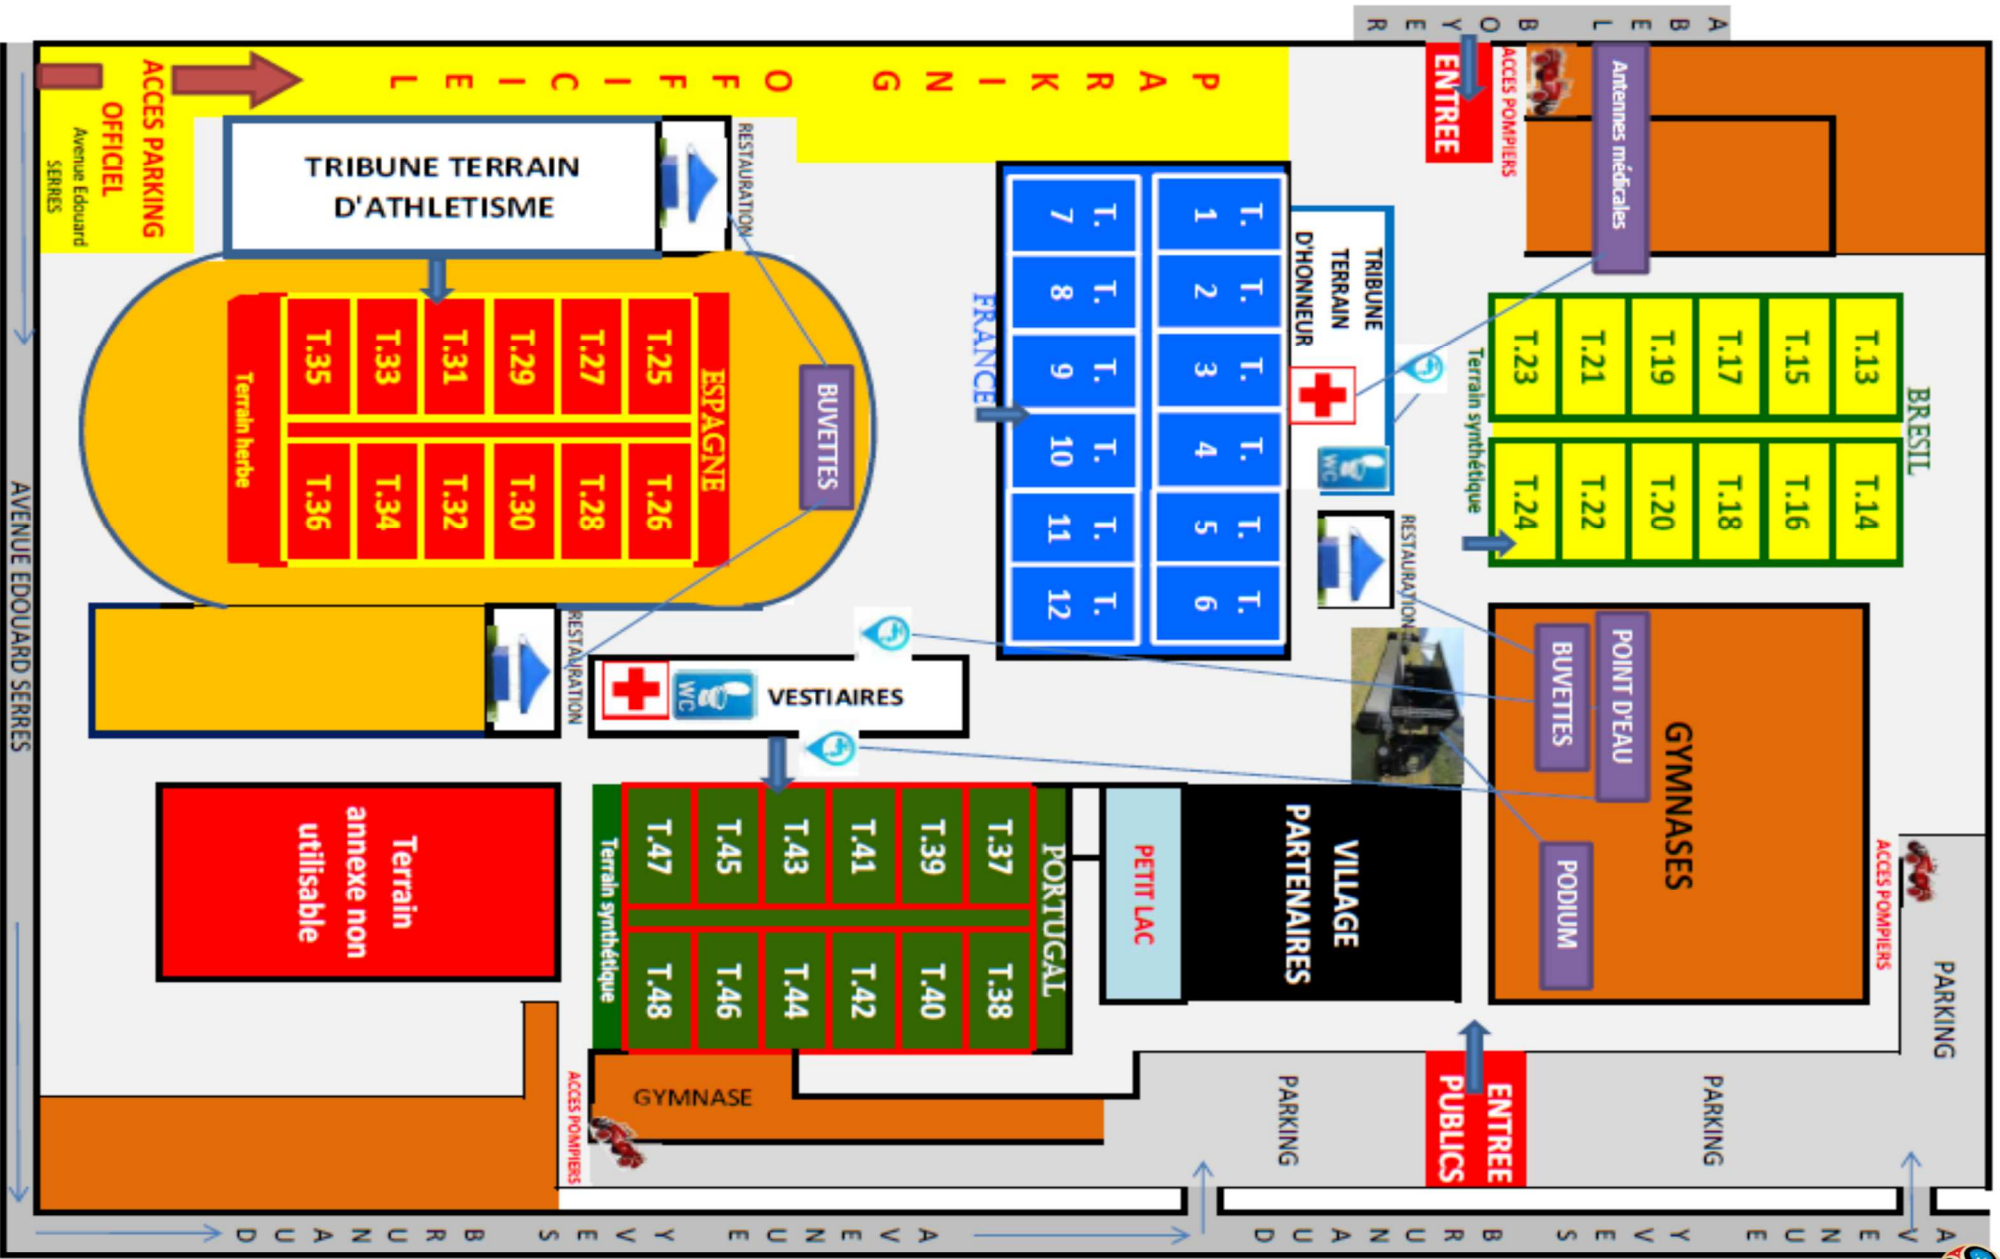 ABEL BOYER
ENTREE
ACCES POMPIERS
Antennes médicales
PARKING OFFICIEL
ACCES PARKING
OFFICIEL
Avenue Edouard
SERRES
TRIBUNE TERRAIN
D'ATHLETISME
RESTAURATION
BUVETTES
ESPAGNE
T.25
T.26
T.27
T.28
T.29
T.30
T.31
T.32
T.33
T.34
T.35
T.36
Terrain herbe
FRANCE
T. 1
T. 2
T. 3
T. 4
T. 5
T. 6
T. 7
T. 8
T. 9
T. 10
T. 11
T. 12
TRIBUNE
TERRAIN
D'HONNEUR
WC
RESTAURATION
BRESIL
T.13
T.14
T.15
T.16
T.17
T.18
T.19
T.20
T.21
T.22
T.23
T.24
Terrain synthétique
GYMNASES
POINT D'EAU
BUVETTES
PODIUM
ACCES POMPIERS
PARKING
RESTAURATION
WC
VESTIAIRES
AVENUE EDOUARD SERRES
Terrain
annexe non
utilisable
PORTUGAL
T.37
T.38
T.39
T.40
T.41
T.42
T.43
T.44
T.45
T.46
T.47
T.48
Terrain synthétique
PETIT LAC
VILLAGE
PARTENAIRES
GYMNASE
ACCES POMPIERS
PARKING
ENTREE
PUBLICS
PARKING
AVENUE YVES BRUNAUD
AVENUE YVES BRUNAUD